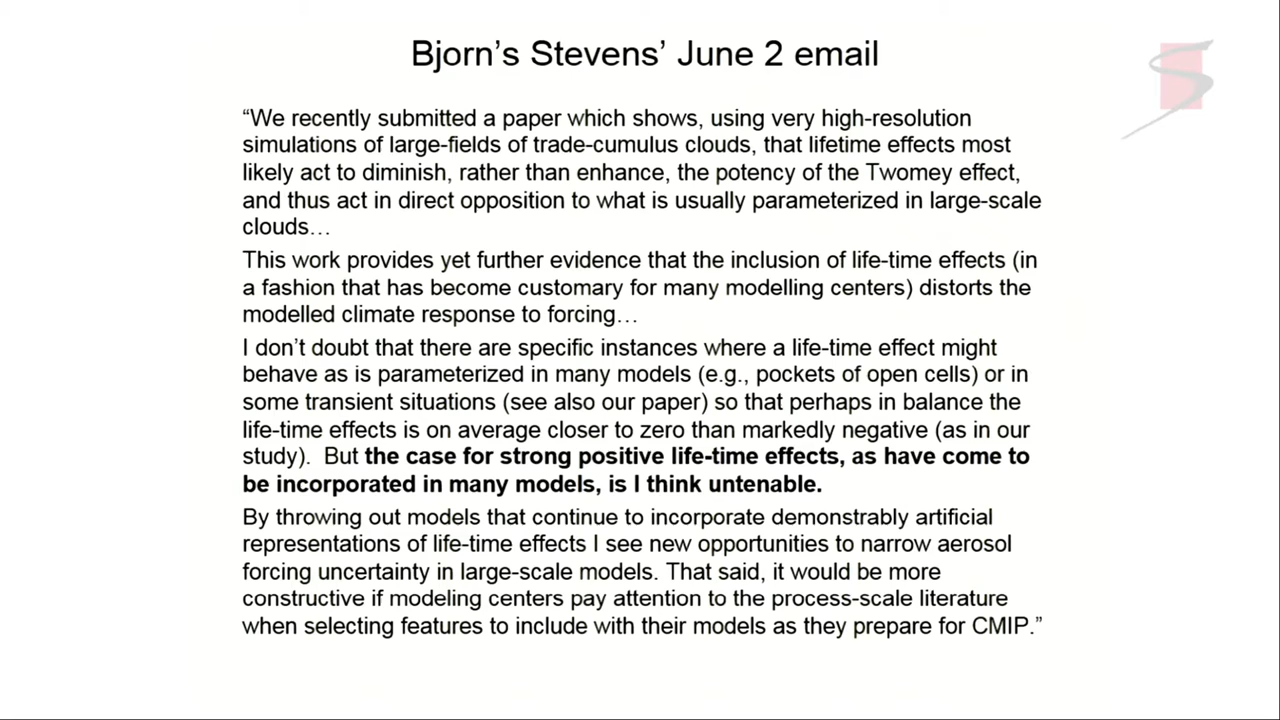 Bjorn’s Stevens’ June 2 email
“We recently submitted a paper which shows, using very high-resolution
simulations of large-fields of trade-cumulus clouds, that lifetime effects most
likely act to diminish, rather than enhance, the potency of the Twomey effect,
and thus act in direct opposition to what is usually parameterized in large-scale
clouds…
This work provides yet further evidence that the inclusion of life-time effects (in
a fashion that has become customary for many modelling centers) distorts the
modelled climate response to forcing…
I don’t doubt that there are specific instances where a life-time effect might
behave as is parameterized in many models (e.g., pockets of open cells) or in
some transient situations (see also our paper) so that perhaps in balance the
life-time effects is on average closer to zero than markedly negative (as in our
study).  But the case for strong positive life-time effects, as have come to
be incorporated in many models, is I think untenable.
By throwing out models that continue to incorporate demonstrably artificial
representations of life-time effects I see new opportunities to narrow aerosol
forcing uncertainty in large-scale models. That said, it would be more
constructive if modeling centers pay attention to the process-scale literature
when selecting features to include with their models as they prepare for CMIP.”